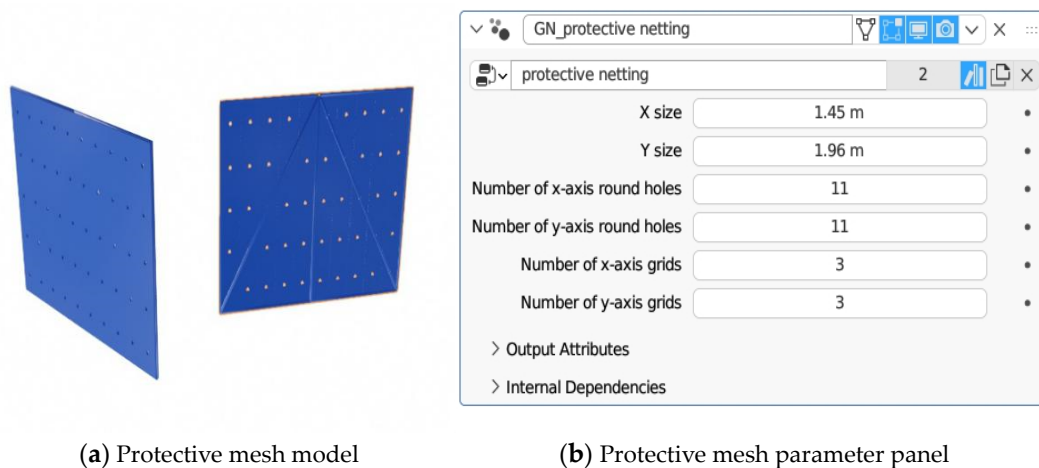 GN_protective netting
protective netting 2
X size 1.45 m
Y size 1.96 m
Number of x-axis round holes 11
Number of y-axis round holes 11
Number of x-axis grids 3
Number of y-axis grids 3
Output Attributes
Internal Dependencies
(a) Protective mesh model (b) Protective mesh parameter panel